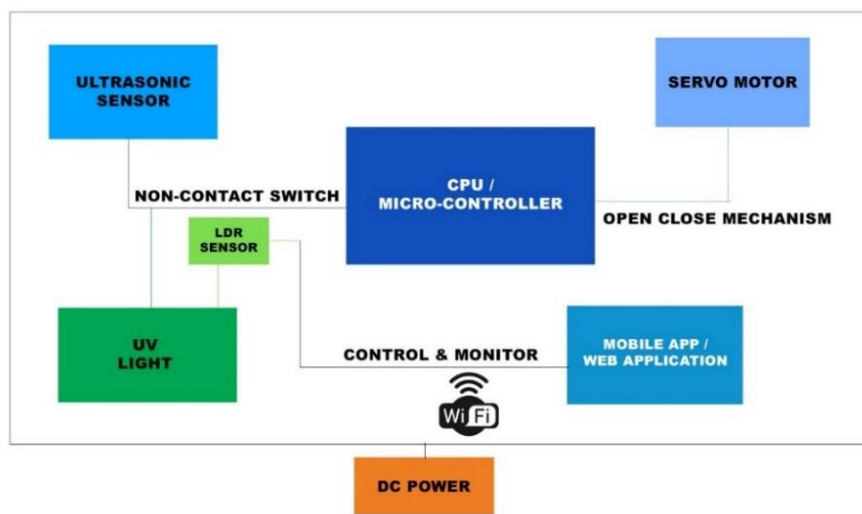 ULTRASONIC
SENSOR
SERVO MOTOR
CPU /
MICRO-CONTROLLER
NON-CONTACT SWITCH
OPEN CLOSE MECHANISM
LDR
SENSOR
UV
LIGHT
CONTROL & MONITOR
MOBILE APP /
WEB APPLICATION
Wi Fi
DC POWER